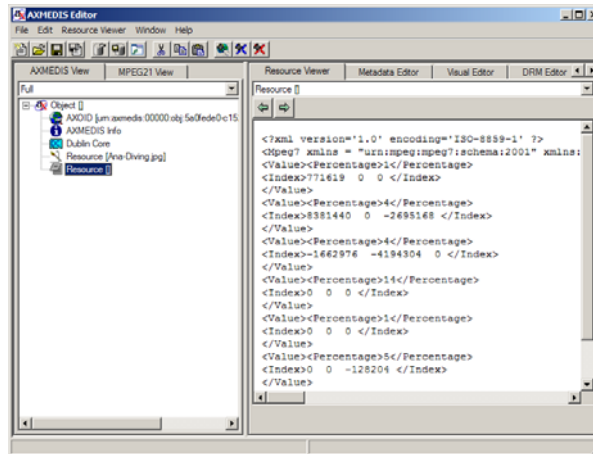 AXMEDIS Editor
File Edit Resource Viewer Window Help
AXMEDIS View MPEG21 View
Resource Viewer Metadata Editor Visual Editor DRM Editor
Full
Resource []
Object []
AXOID [urn:axmedis:00000:obj:5a0fede0-c15
AXMEDIS Info
Dublin Core
Resource [Ana-Diving.jpg]
Resource []
<?xml version='1.0' encoding='ISO-8859-1' ?>
<Mpeg7 xmlns = "urn:mpeg:mpeg7:schema:2001" xmlns:
<Value><Percentage>1</Percentage>
<Index>771619 0 0 </Index>
</Value>
<Value><Percentage>4</Percentage>
<Index>8381440 0 -2695168 </Index>
</Value>
<Value><Percentage>4</Percentage>
<Index>-1662976 -4194304 0 </Index>
</Value>
<Value><Percentage>14</Percentage>
<Index>0 0 0 </Index>
</Value>
<Value><Percentage>1</Percentage>
<Index>0 0 0 </Index>
</Value>
<Value><Percentage>5</Percentage>
<Index>0 0 -128204 </Index>
</Value>